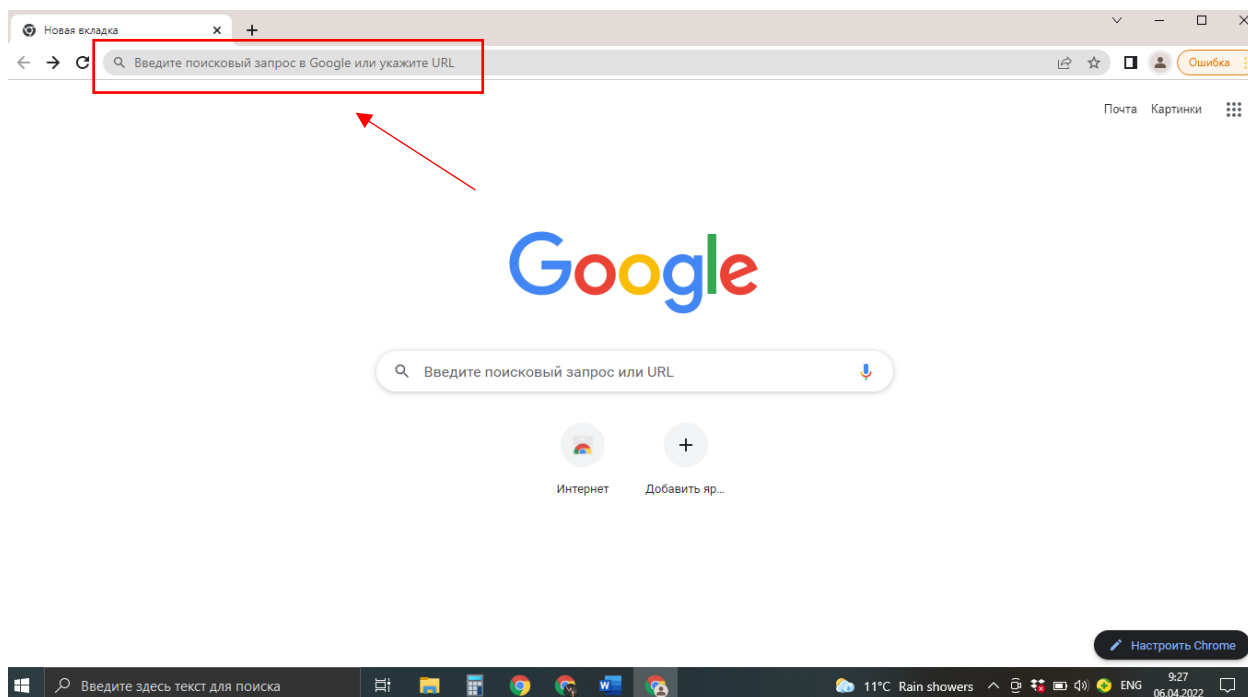 Новая вкладка
Введите поисковый запрос в Google или укажите URL
Ошибка
Почта Картинки
Google
Введите поисковый запрос или URL
Интернет Добавить яр...
Настроить Chrome
Введите здесь текст для поиска
11°C Rain showers
ENG
9:27
06.04.2022